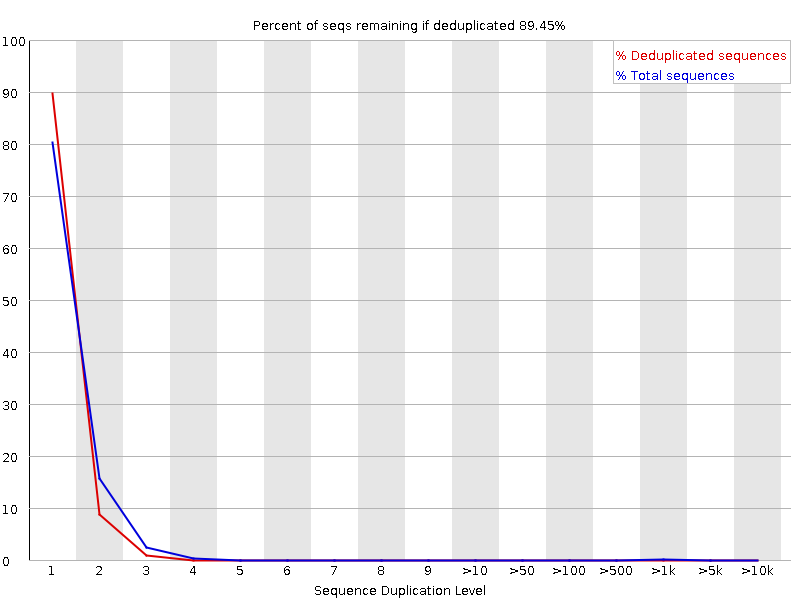 Percent of seqs remaining if deduplicated 89.45%
% Deduplicated sequences
% Total sequences
100
90
80
70
60
50
40
30
20
10
0
1 2 3 4 5 6 7 8 9 >10 >50 >100 >500 >1k >5k >10k
Sequence Duplication Level